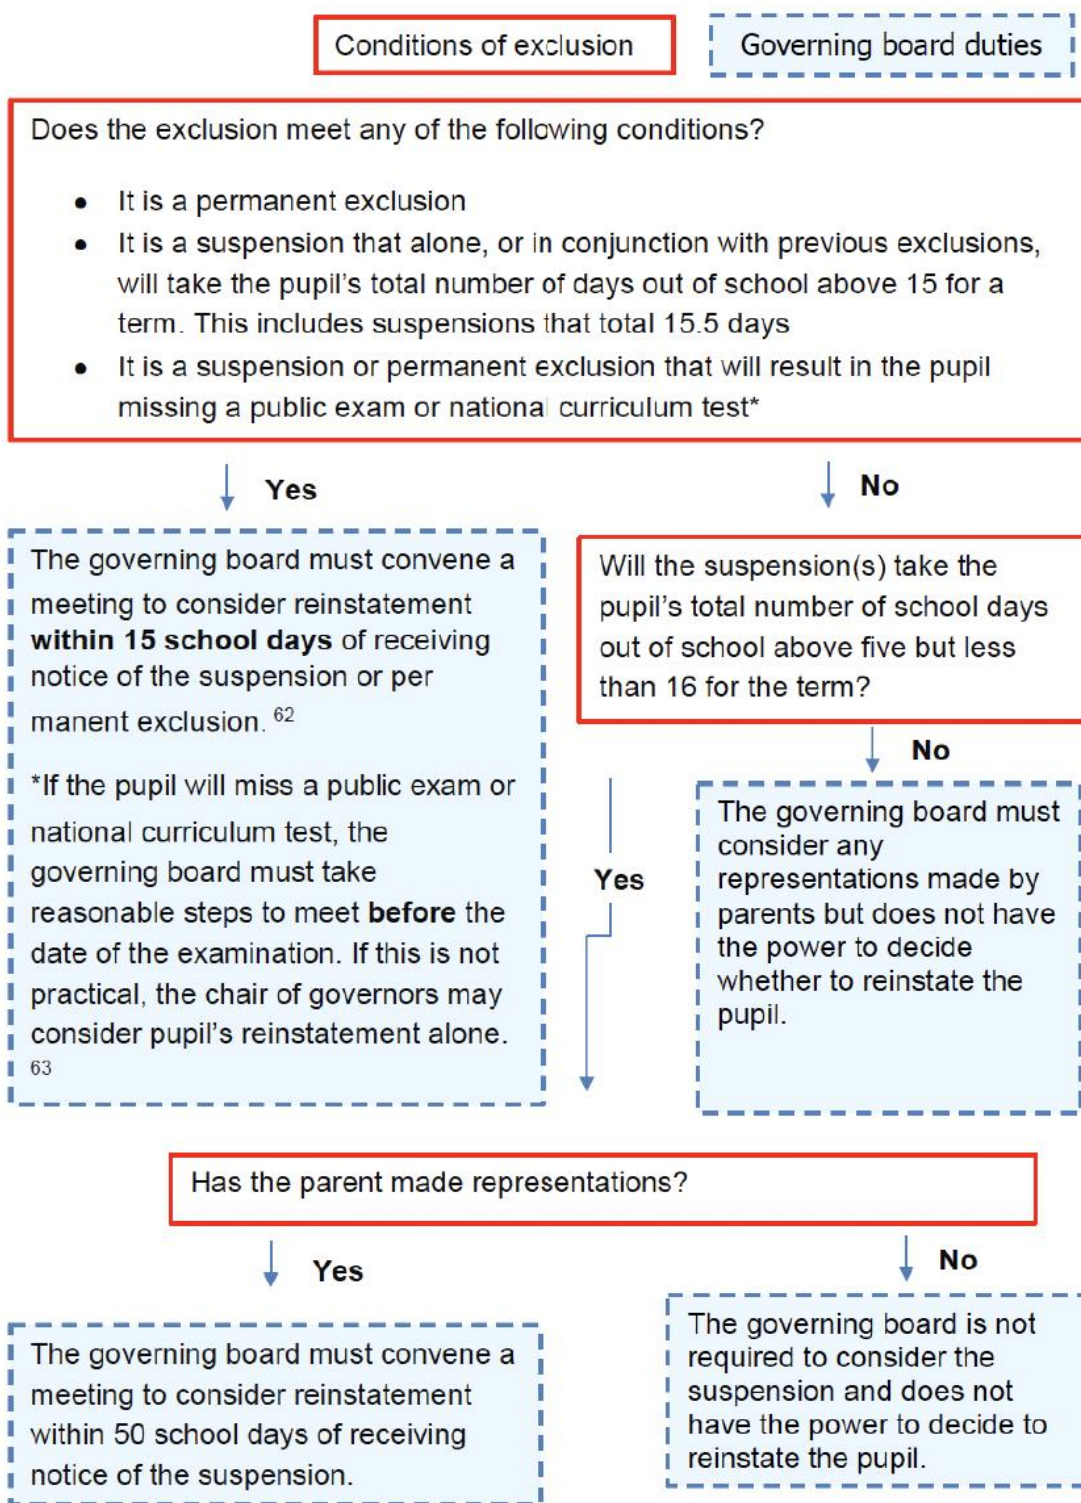 Conditions of exclusion
Governing board duties
Does the exclusion meet any of the following conditions?
● It is a permanent exclusion
● It is a suspension that alone, or in conjunction with previous exclusions,
will take the pupil's total number of days out of school above 15 for a
term. This includes suspensions that total 15.5 days
● It is a suspension or permanent exclusion that will result in the pupil
missing a public exam or national curriculum test*
Yes
No
The governing board must convene a
meeting to consider reinstatement
within 15 school days of receiving
notice of the suspension or per
manent exclusion. 62
*If the pupil will miss a public exam or
national curriculum test, the
governing board must take
reasonable steps to meet before the
date of the examination. If this is not
practical, the chair of governors may
consider pupil's reinstatement alone.
63
Will the suspension(s) take the
pupil's total number of school days
out of school above five but less
than 16 for the term?
No
Yes
The governing board must
consider any
representations made by
parents but does not have
the power to decide
whether to reinstate the
pupil.
Has the parent made representations?
Yes
No
The governing board must convene a
meeting to consider reinstatement
within 50 school days of receiving
notice of the suspension.
The governing board is not
required to consider the
suspension and does not
have the power to decide to
reinstate the pupil.